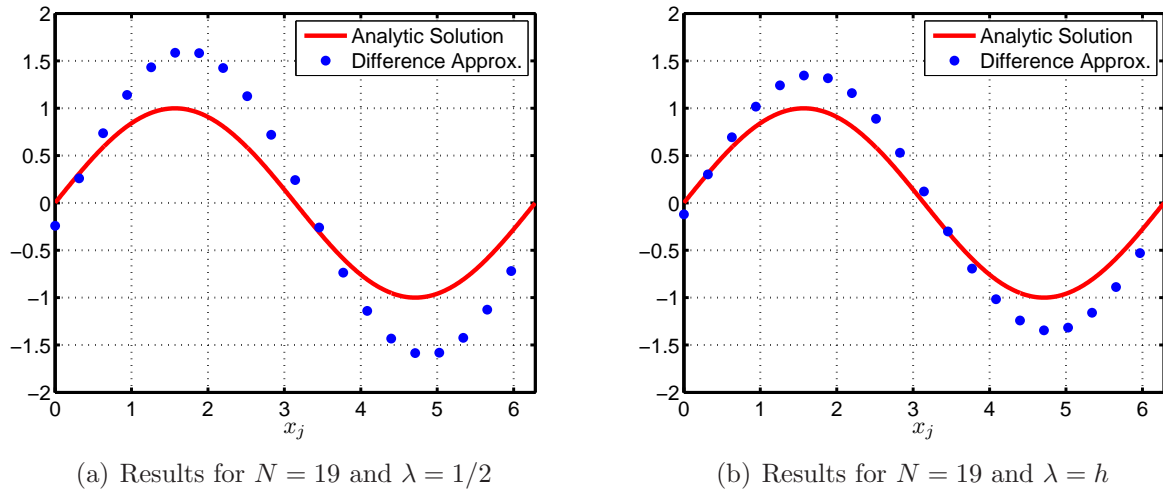 2
1.5
1
0.5
0
−0.5
−1
−1.5
−2
0 1 2 3 4 5 6
x_j
Analytic Solution
Difference Approx.
(a) Results for N = 19 and λ = 1/2
2
1.5
1
0.5
0
−0.5
−1
−1.5
−2
0 1 2 3 4 5 6
x_j
Analytic Solution
Difference Approx.
(b) Results for N = 19 and λ = h